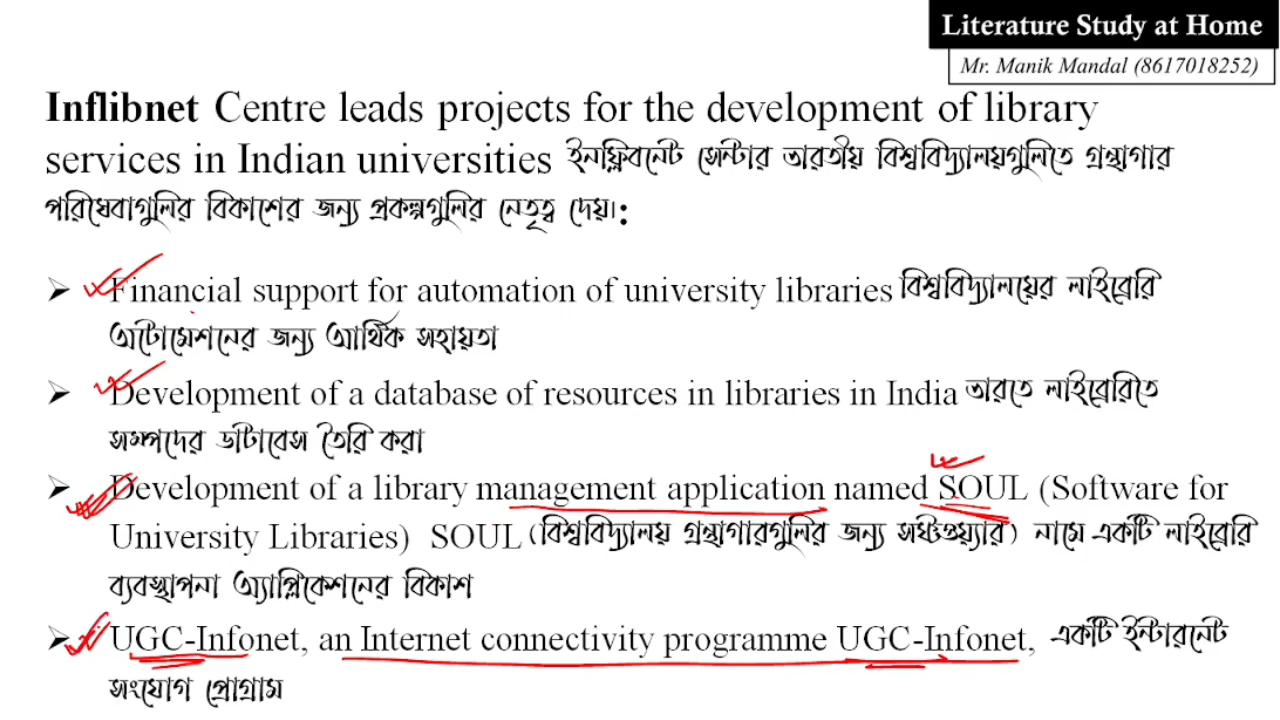 Literature Study at Home
Mr. Manik Mandal (8617018252)
Inflibnet Centre leads projects for the development of library
services in Indian universities ইনফ্লিবনেট সেন্টার ভারতীয় বিশ্ববিদ্যালয়গুলিতে গ্রন্থাগার
পরিষেবাগুলির বিকাশের জন্য প্রকল্পগুলির নেতৃত্ব দেয়।:
➢ Financial support for automation of university libraries বিশ্ববিদ্যালয়ের লাইব্রেরি
অটোমেশনের জন্য আর্থিক সহায়তা
➢ Development of a database of resources in libraries in India ভারতে লাইব্রেরিতে
সম্পদের ডাটাবেস তৈরি করা
➢ Development of a library management application named SOUL (Software for
University Libraries) SOUL (বিশ্ববিদ্যালয় গ্রন্থাগারগুলির জন্য সফ্টওয়্যার) নামে একটি লাইব্রেরি
ব্যবস্থাপনা অ্যাপ্লিকেশনের বিকাশ
➢ UGC-Infonet, an Internet connectivity programme UGC-Infonet, একটি ইন্টারনেট
সংযোগ প্রোগ্রাম